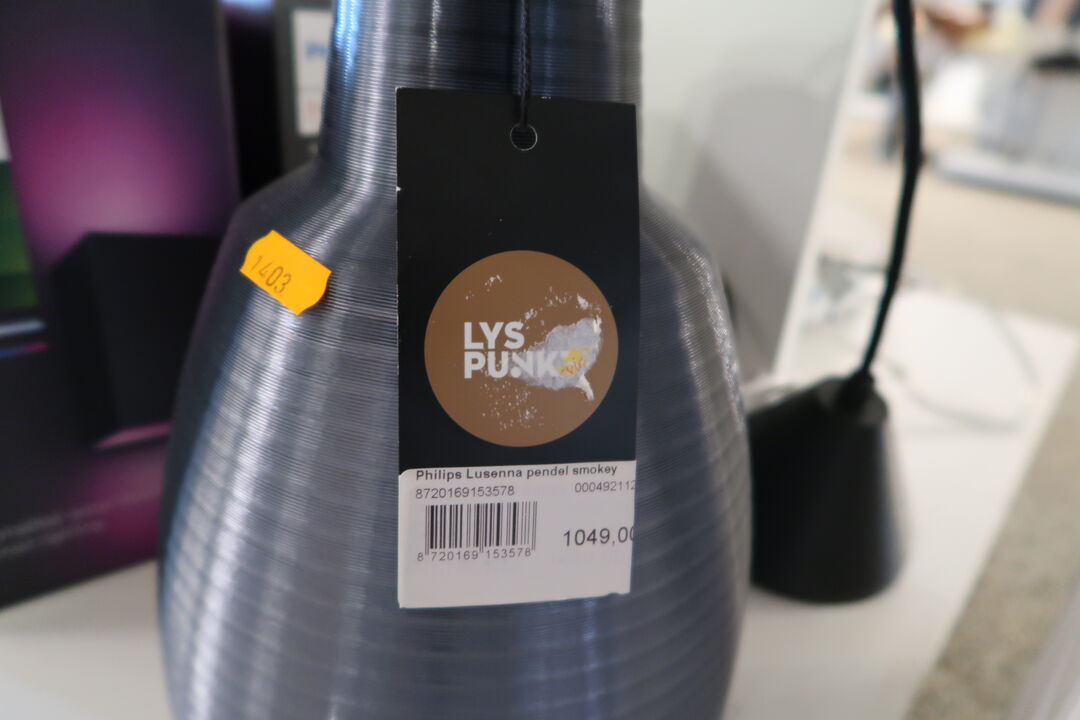 1403
LYS
PUNKT
Philips Lusenna pendel smokey
8720169153578 000492112
1049,00
8 720169 153578